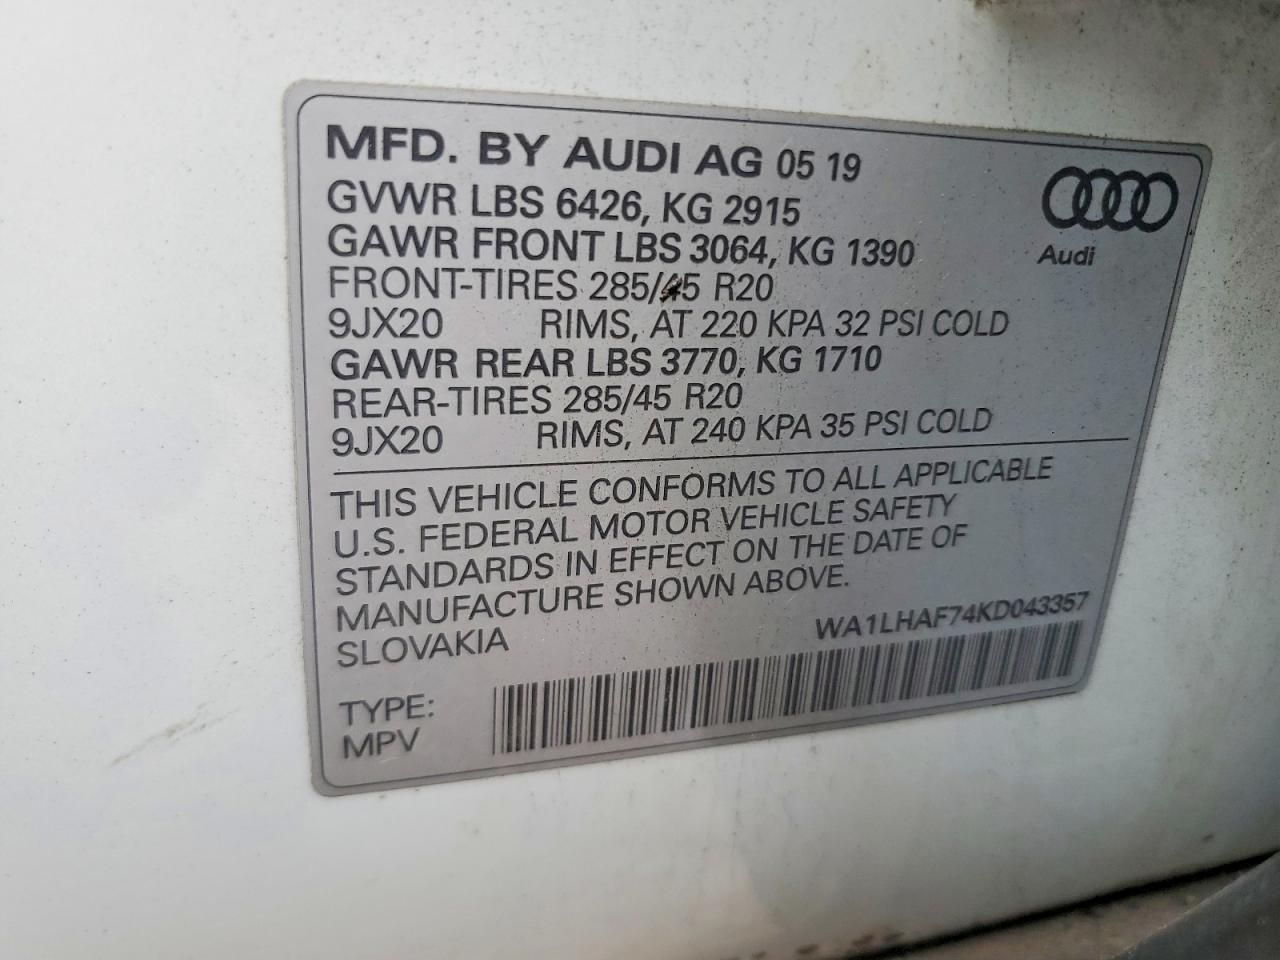 MFD. BY AUDI AG 05 19
GVWR LBS 6426, KG 2915
GAWR FRONT LBS 3064, KG 1390
Audi
FRONT-TIRES 285/45 R20
9JX20 RIMS, AT 220 KPA 32 PSI COLD
GAWR REAR LBS 3770, KG 1710
REAR-TIRES 285/45 R20
9JX20 RIMS, AT 240 KPA 35 PSI COLD
THIS VEHICLE CONFORMS TO ALL APPLICABLE
U.S. FEDERAL MOTOR VEHICLE SAFETY
STANDARDS IN EFFECT ON THE DATE OF
MANUFACTURE SHOWN ABOVE.
SLOVAKIA
WA1LHAF74KD043357
TYPE:
MPV